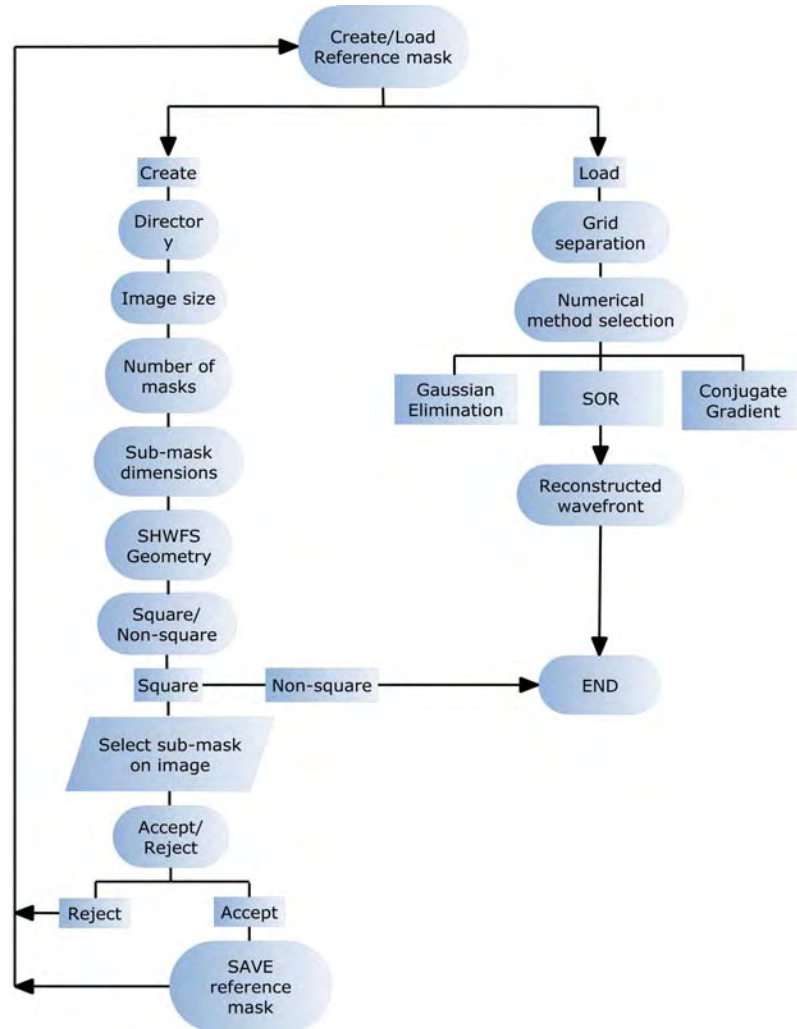 Create/Load
Reference mask
Create
Load
Director
y
Grid
separation
Image size
Numerical
method selection
Number of
masks
Gaussian
Elimination
SOR
Conjugate
Gradient
Sub-mask
dimensions
Reconstructed
wavefront
SHWFS
Geometry
Square/
Non-square
Square
Non-square
END
Select sub-mask
on image
Accept/
Reject
Reject
Accept
SAVE
reference
mask